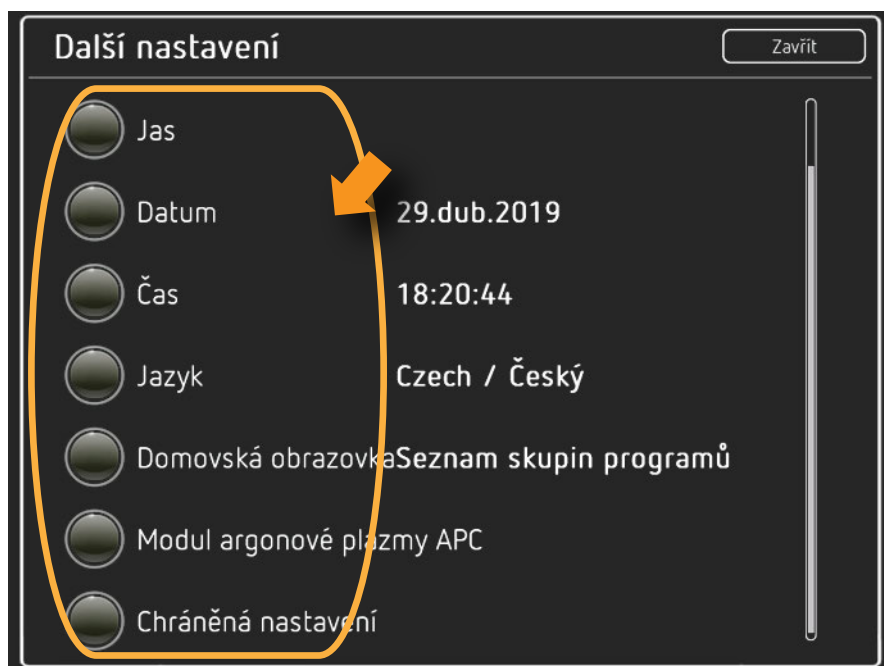 Další nastavení
Zavřít
Jas
Datum 29.dub.2019
Čas 18:20:44
Jazyk Czech / Český
Domovská obrazovka Seznam skupin programů
Modul argonové plazmy APC
Chráněná nastavení